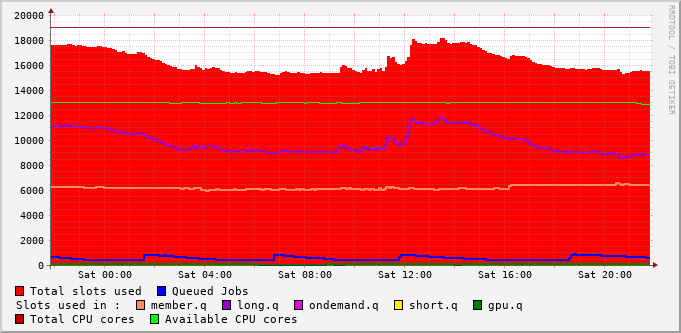 RRDTOOL / TOBI OETIKER
20000
18000
16000
14000
12000
10000
8000
6000
4000
2000
0
Sat 00:00 Sat 04:00 Sat 08:00 Sat 12:00 Sat 16:00 Sat 20:00
Total slots used Queued Jobs
Slots used in : member.q long.q ondemand.q short.q gpu.q
Total CPU cores Available CPU cores